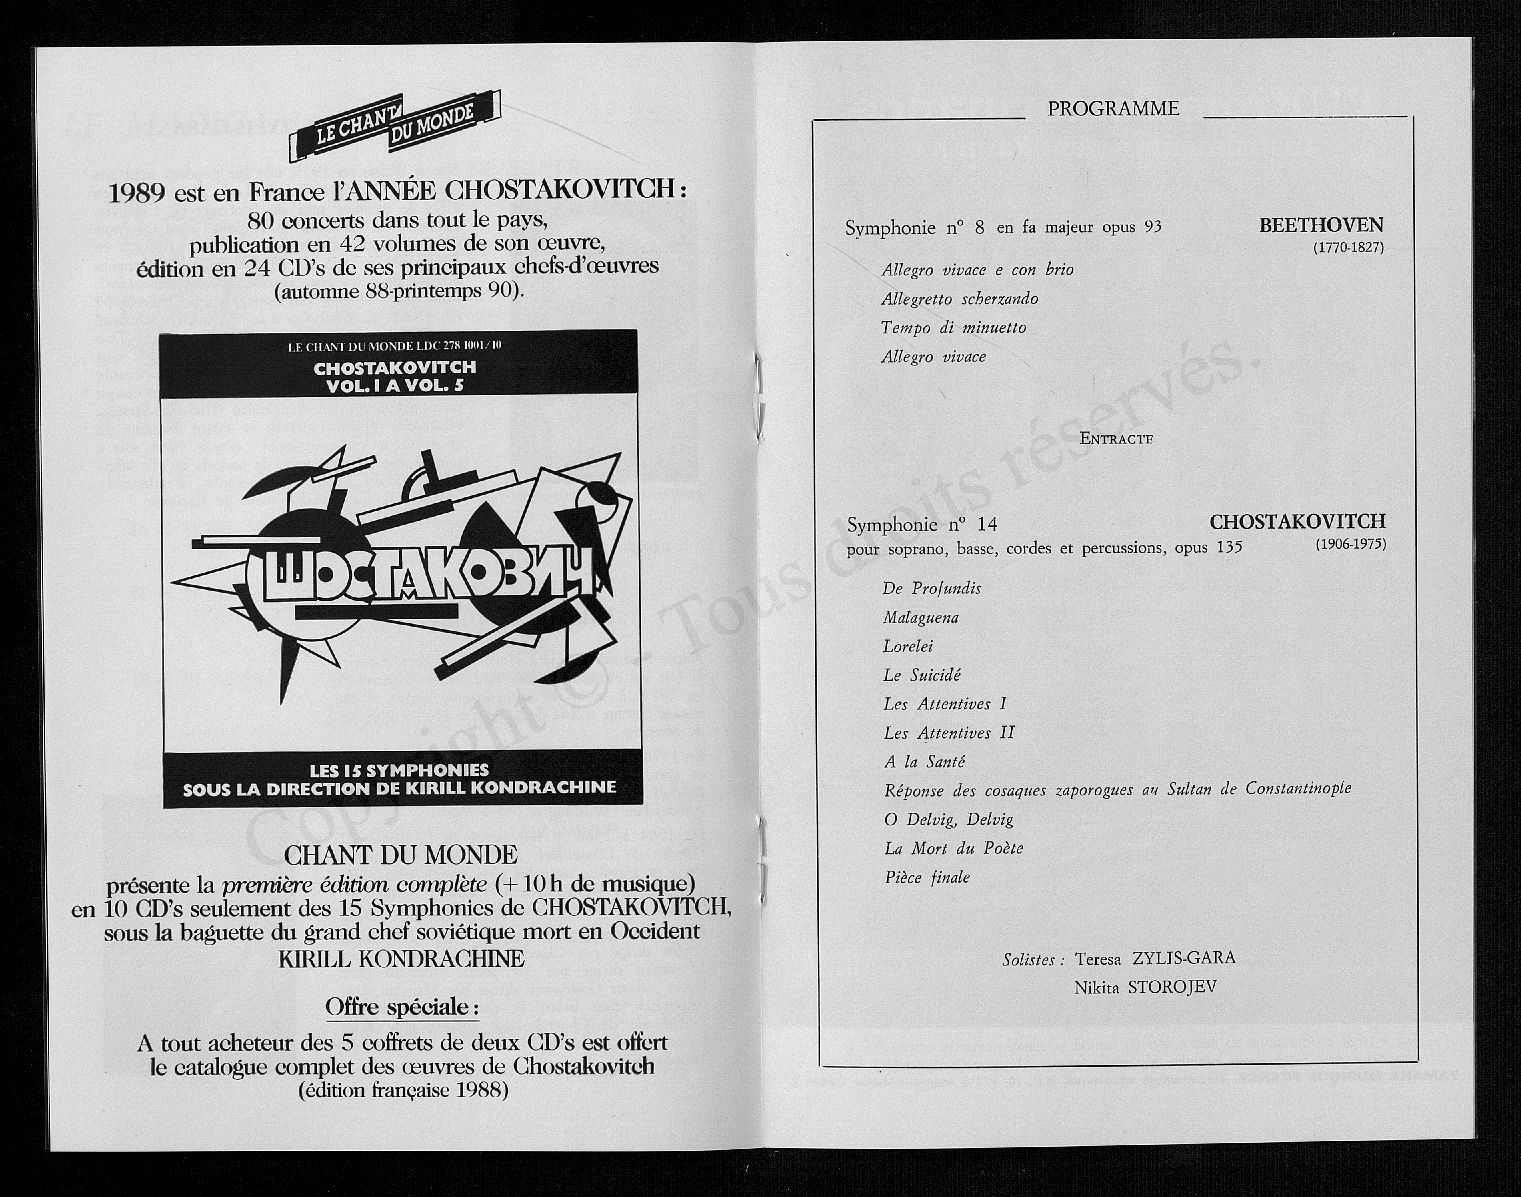 LE CHANT
DU MONDE
1989 est en France l'ANNÉE CHOSTAKOVITCH :
80 concerts dans tout le pays,
publication en 42 volumes de son œuvre,
édition en 24 CD's de ses principaux chefs-d'œuvres
(automne 88-printemps 90).
LE CHANT DU MONDE LDC 278 1001/10
CHOSTAKOVITCH
VOL. I A VOL. 5
ШОСТАКОВИЧ
LES 15 SYMPHONIES
SOUS LA DIRECTION DE KIRILL KONDRACHINE
CHANT DU MONDE
présente la première édition complète (+ 10 h de musique)
en 10 CD's seulement des 15 Symphonies de CHOSTAKOVITCH,
sous la baguette du grand chef soviétique mort en Occident
KIRILL KONDRACHINE
Offre spéciale :
A tout acheteur des 5 coffrets de deux CD's est offert
le catalogue complet des œuvres de Chostakovitch
(édition française 1988)
PROGRAMME
Symphonie n° 8 en fa majeur opus 93 BEETHOVEN
(1770-1827)
Allegro vivace e con brio
Allegretto scherzando
Tempo di minuetto
Allegro vivace
ENTRACTE
Symphonie n° 14 CHOSTAKOVITCH
pour soprano, basse, cordes et percussions, opus 135 (1906-1975)
De Profundis
Malaguena
Lorelei
Le Suicidé
Les Attentives I
Les Attentives II
A la Santé
Réponse des cosaques zaporogues au Sultan de Constantinople
O Delvig, Delvig
La Mort du Poète
Pièce finale
Solistes : Teresa ZYLIS-GARA
Nikita STOROJEV
Copyright © - Tous droits réservés.